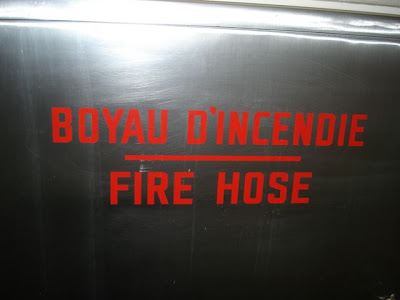 BOYAU D'INCENDIE
FIRE HOSE